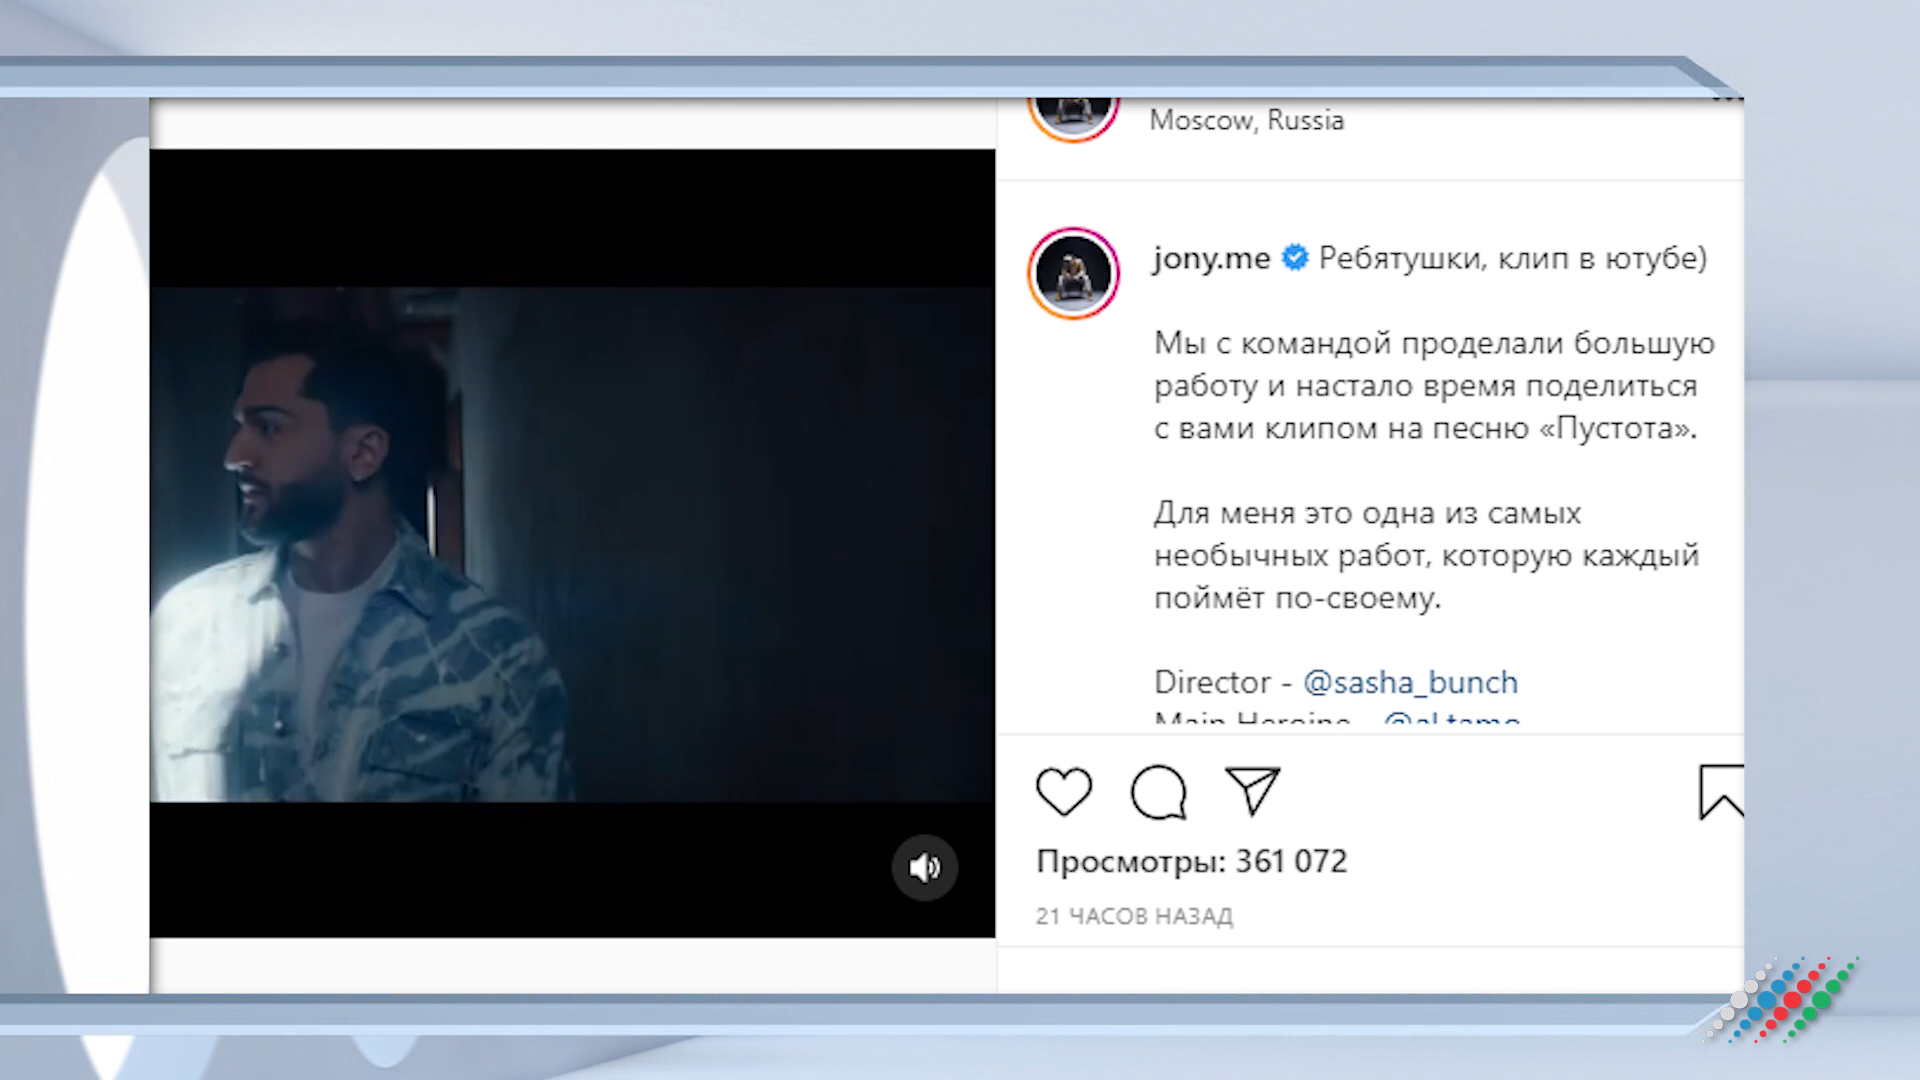 Moscow, Russia
jony.me Ребятушки, клип в ютубе)
Мы с командой проделали большую
работу и настало время поделиться
с вами клипом на песню «Пустота».
Для меня это одна из самых
необычных работ, которую каждый
поймёт по-своему.
Director - @sasha_bunch
Main Heroine -
Просмотры: 361 072
21 ЧАСОВ НАЗАД